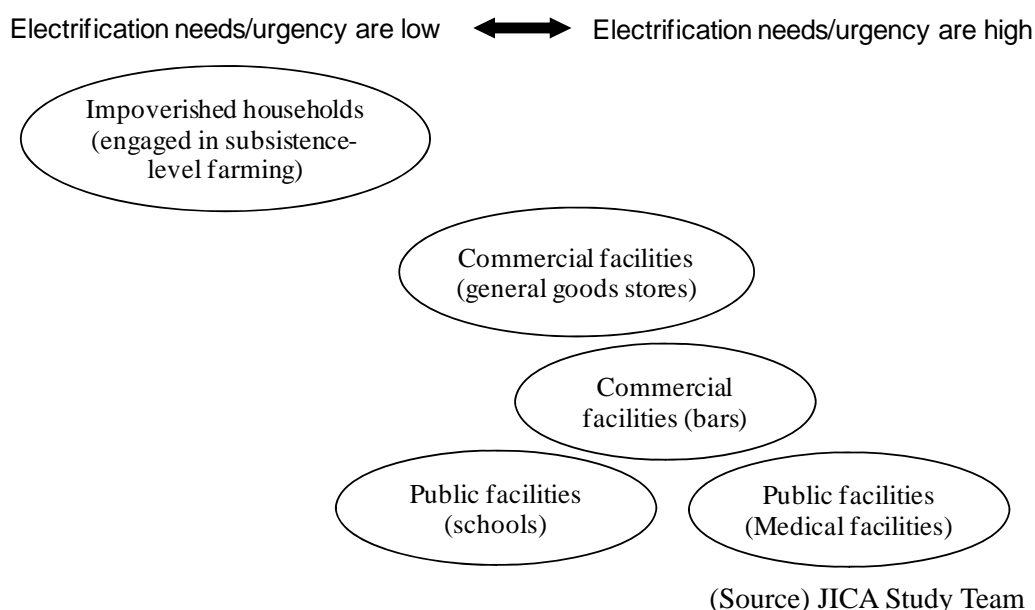 Electrification needs/urgency are low
Electrification needs/urgency are high
Impoverished households
(engaged in subsistence-
level farming)
Commercial facilities
(general goods stores)
Commercial
facilities (bars)
Public facilities
(schools)
Public facilities
(Medical facilities)
(Source) JICA Study Team